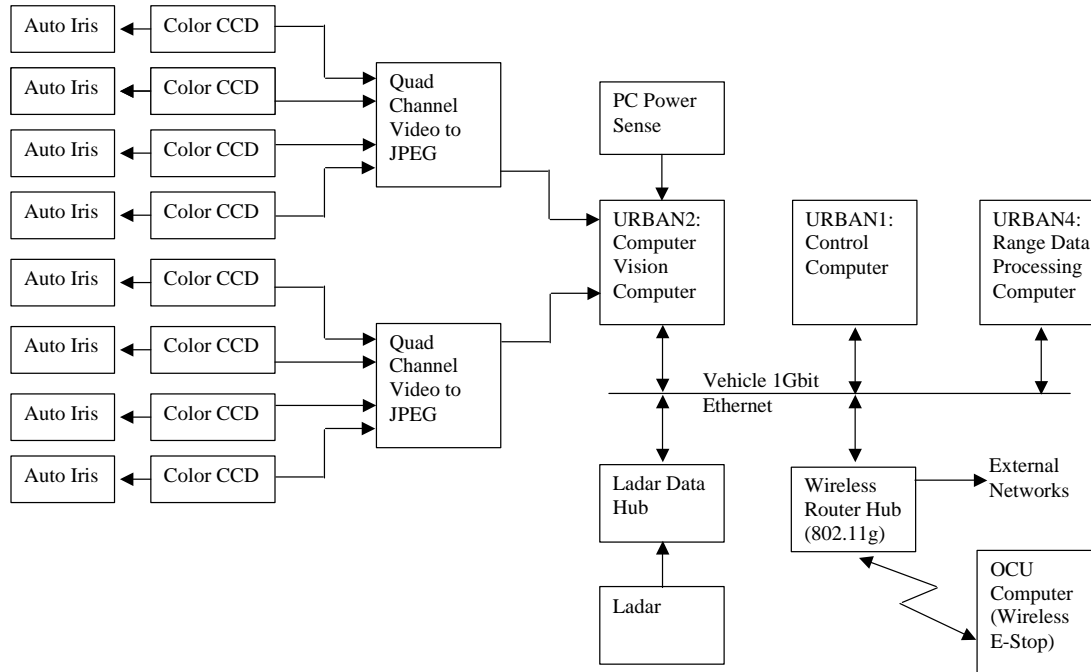 Auto Iris
Color CCD
Auto Iris
Color CCD
Auto Iris
Color CCD
Auto Iris
Color CCD
Quad
Channel
Video to
JPEG
Auto Iris
Color CCD
Auto Iris
Color CCD
Auto Iris
Color CCD
Auto Iris
Color CCD
Quad
Channel
Video to
JPEG
PC Power
Sense
URBAN2:
Computer
Vision
Computer
URBAN1:
Control
Computer
URBAN4:
Range Data
Processing
Computer
Vehicle 1Gbit
Ethernet
Ladar Data
Hub
Ladar
Wireless
Router Hub
(802.11g)
External
Networks
OCU
Computer
(Wireless
E-Stop)